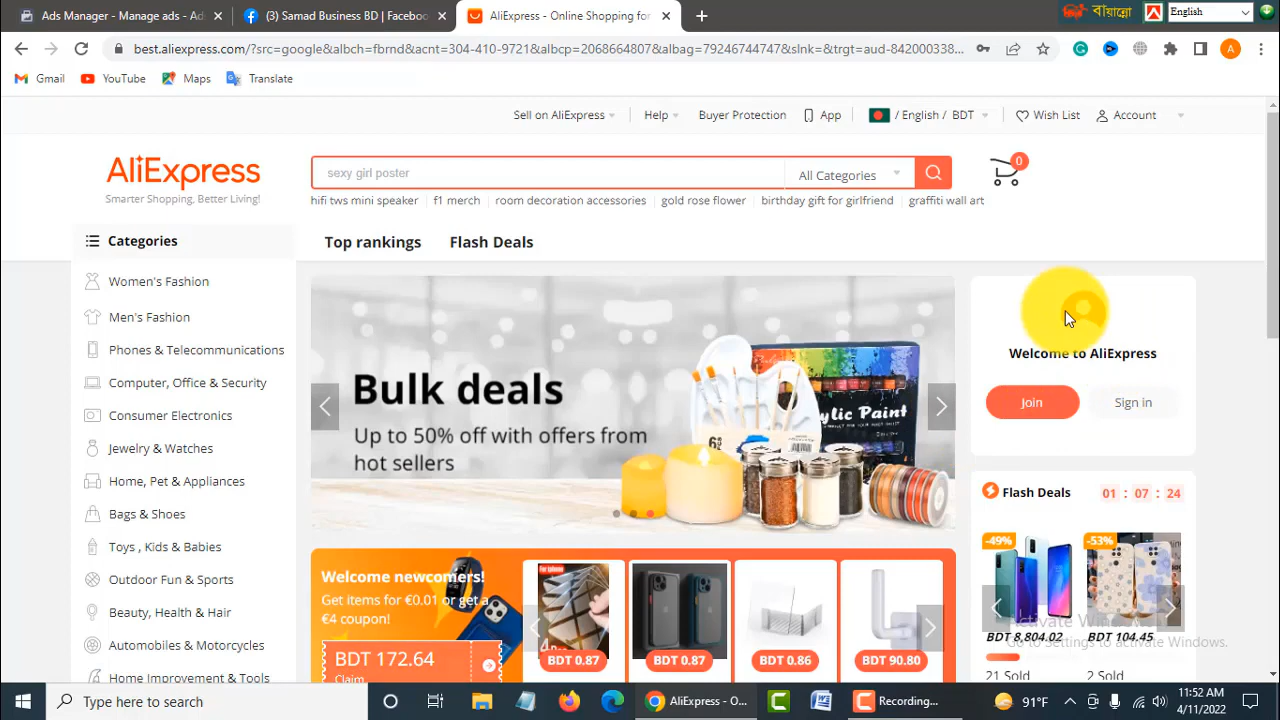 Ads Manager - Manage ads - Ads
(3) Samad Business BD | Facebo
AliExpress - Online Shopping for
বায়ান্নো
English
best.aliexpress.com/?src=google&albch=fbrnd&acnt=304-410-9721&albcp=2068664807&albag=79246744747&slnk=&trgt=aud-842000338...
A
Gmail
YouTube
Maps
Translate
Sell on AliExpress
Help
Buyer Protection
App
/ English / BDT
Wish List
Account
AliExpress
Smarter Shopping, Better Living!
sexy girl poster
All Categories
0
hifi tws mini speaker
f1 merch
room decoration accessories
gold rose flower
birthday gift for girlfriend
graffiti wall art
Categories
Top rankings
Flash Deals
Women's Fashion
Men's Fashion
Phones & Telecommunications
Computer, Office & Security
Consumer Electronics
Jewelry & Watches
Home, Pet & Appliances
Bags & Shoes
Toys , Kids & Babies
Outdoor Fun & Sports
Beauty, Health & Hair
Automobiles & Motorcycles
Home Improvement & Tools
Bulk deals
Up to 50% off with offers from
hot sellers
Welcome to AliExpress
Join
Sign in
Flash Deals
01 : 07 : 24
-49%
-53%
BDT 8,804.02
BDT 104.45
21 Sold
2 Sold
Welcome newcomers!
Get items for €0.01 or get a
€4 coupon!
BDT 172.64
Claim
BDT 0.87
BDT 0.87
BDT 0.86
BDT 90.80
Activate Windows
Go to Settings to activate Windows.
Type here to search
AliExpress - O...
Recording...
91°F
11:52 AM
4/11/2022